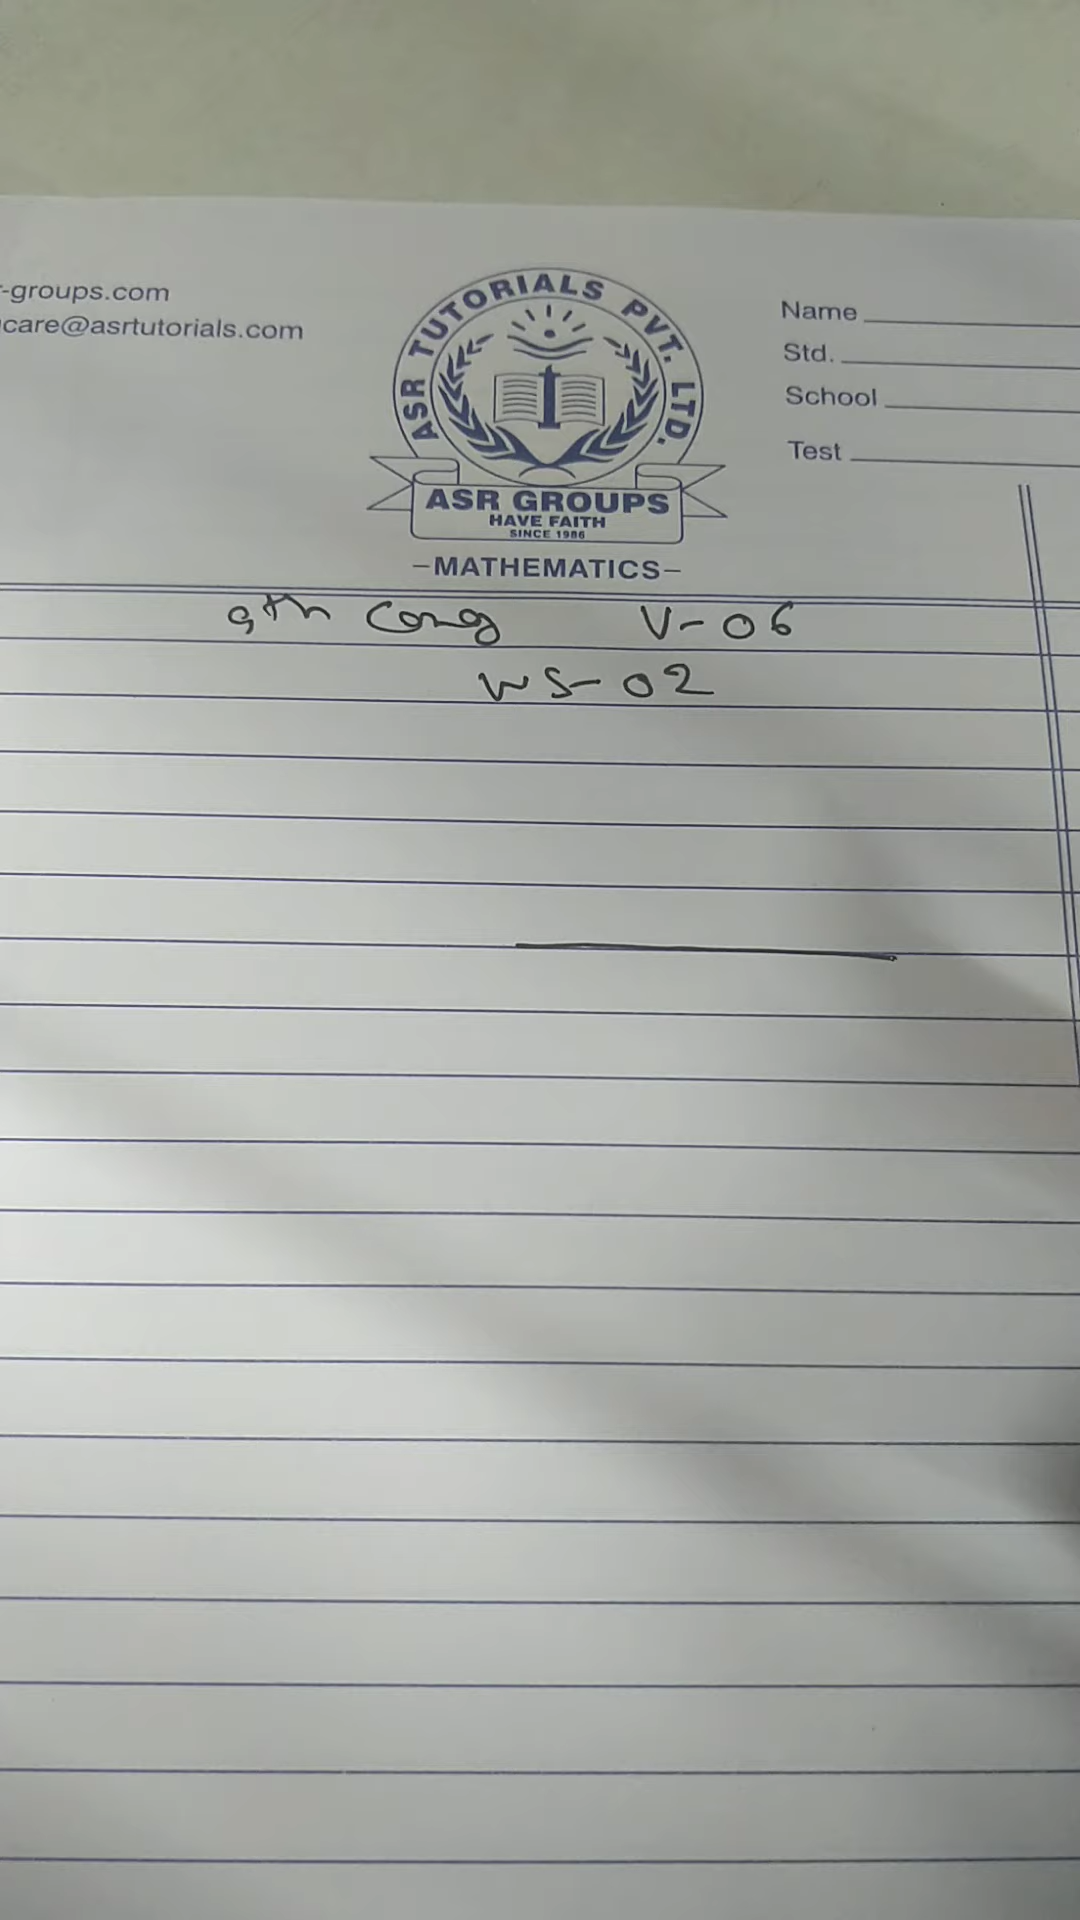 -groups.com
care@asrtutorials.com
ASR TUTORIALS PVT. LTD.
ASR GROUPS
HAVE FAITH
SINCE 1986
-MATHEMATICS-
Name
Std.
School
Test
9th Cong V-06
WS-02